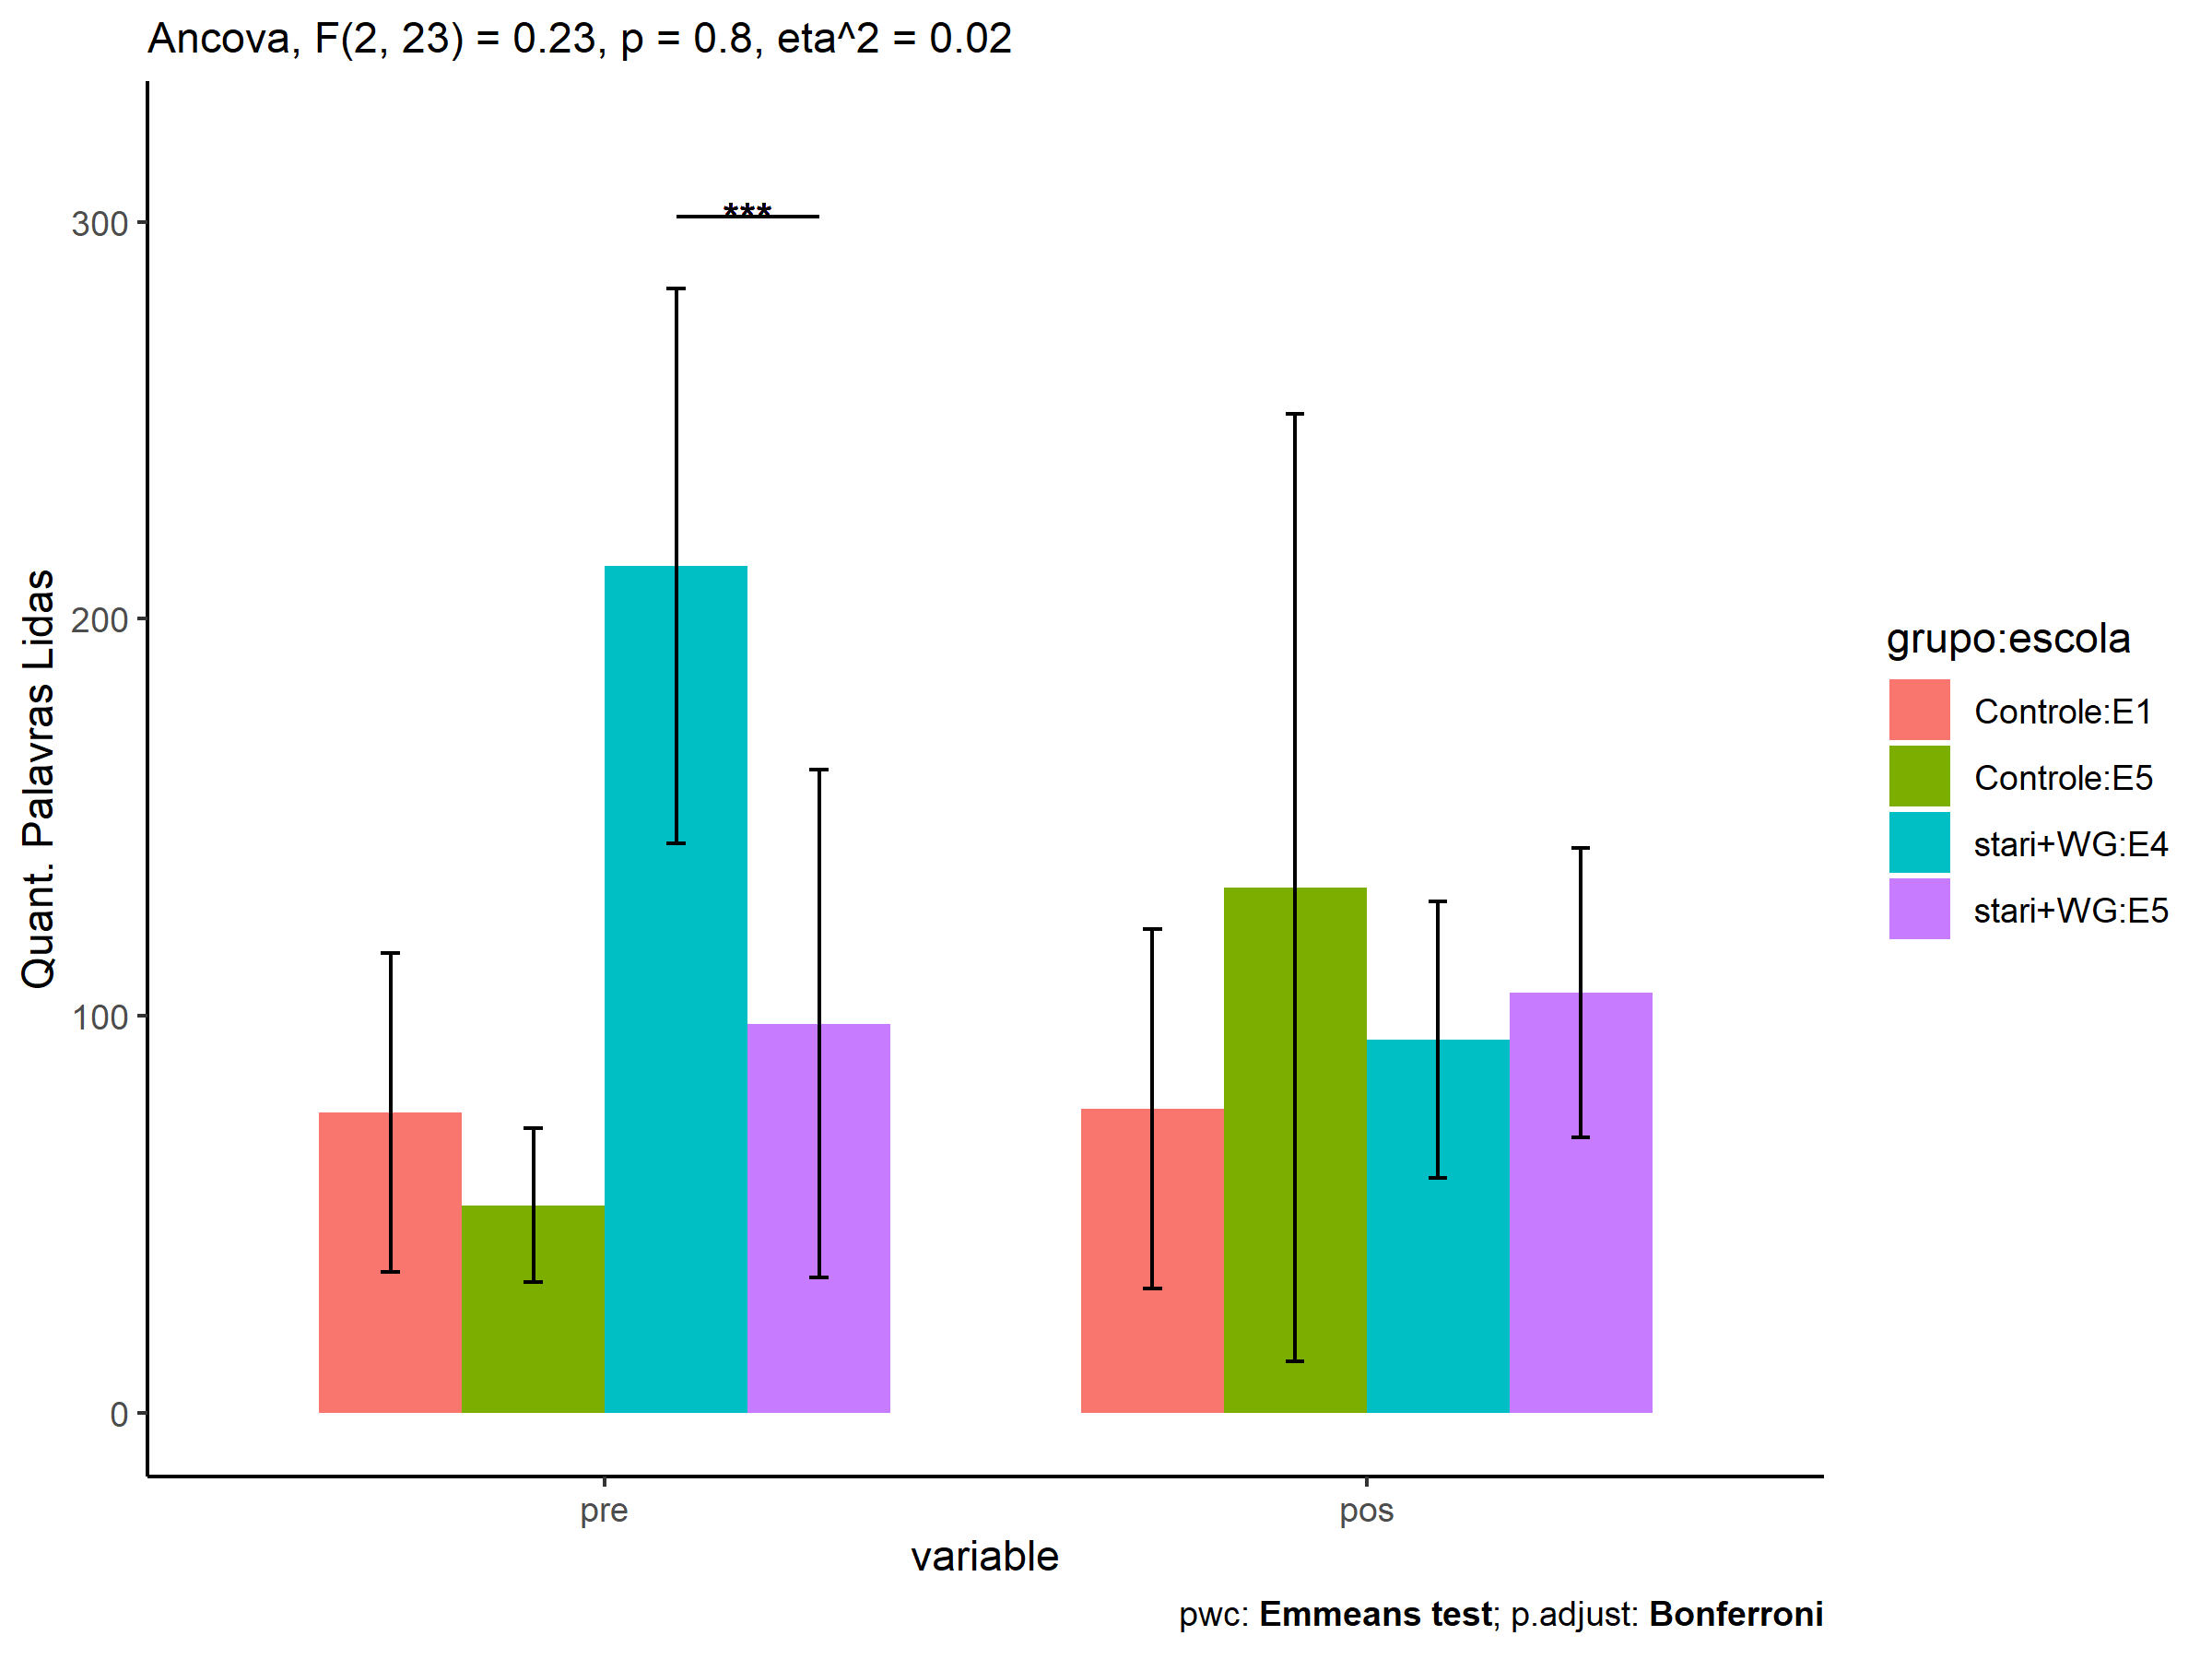 Ancova, F(2, 23) = 0.23, p = 0.8, eta^2 = 0.02
300
200
100
0
Quant. Palavras Lidas
***
pre
pos
variable
grupo:escola
Controle:E1
Controle:E5
stari+WG:E4
stari+WG:E5
pwc: Emmeans test; p.adjust: Bonferroni